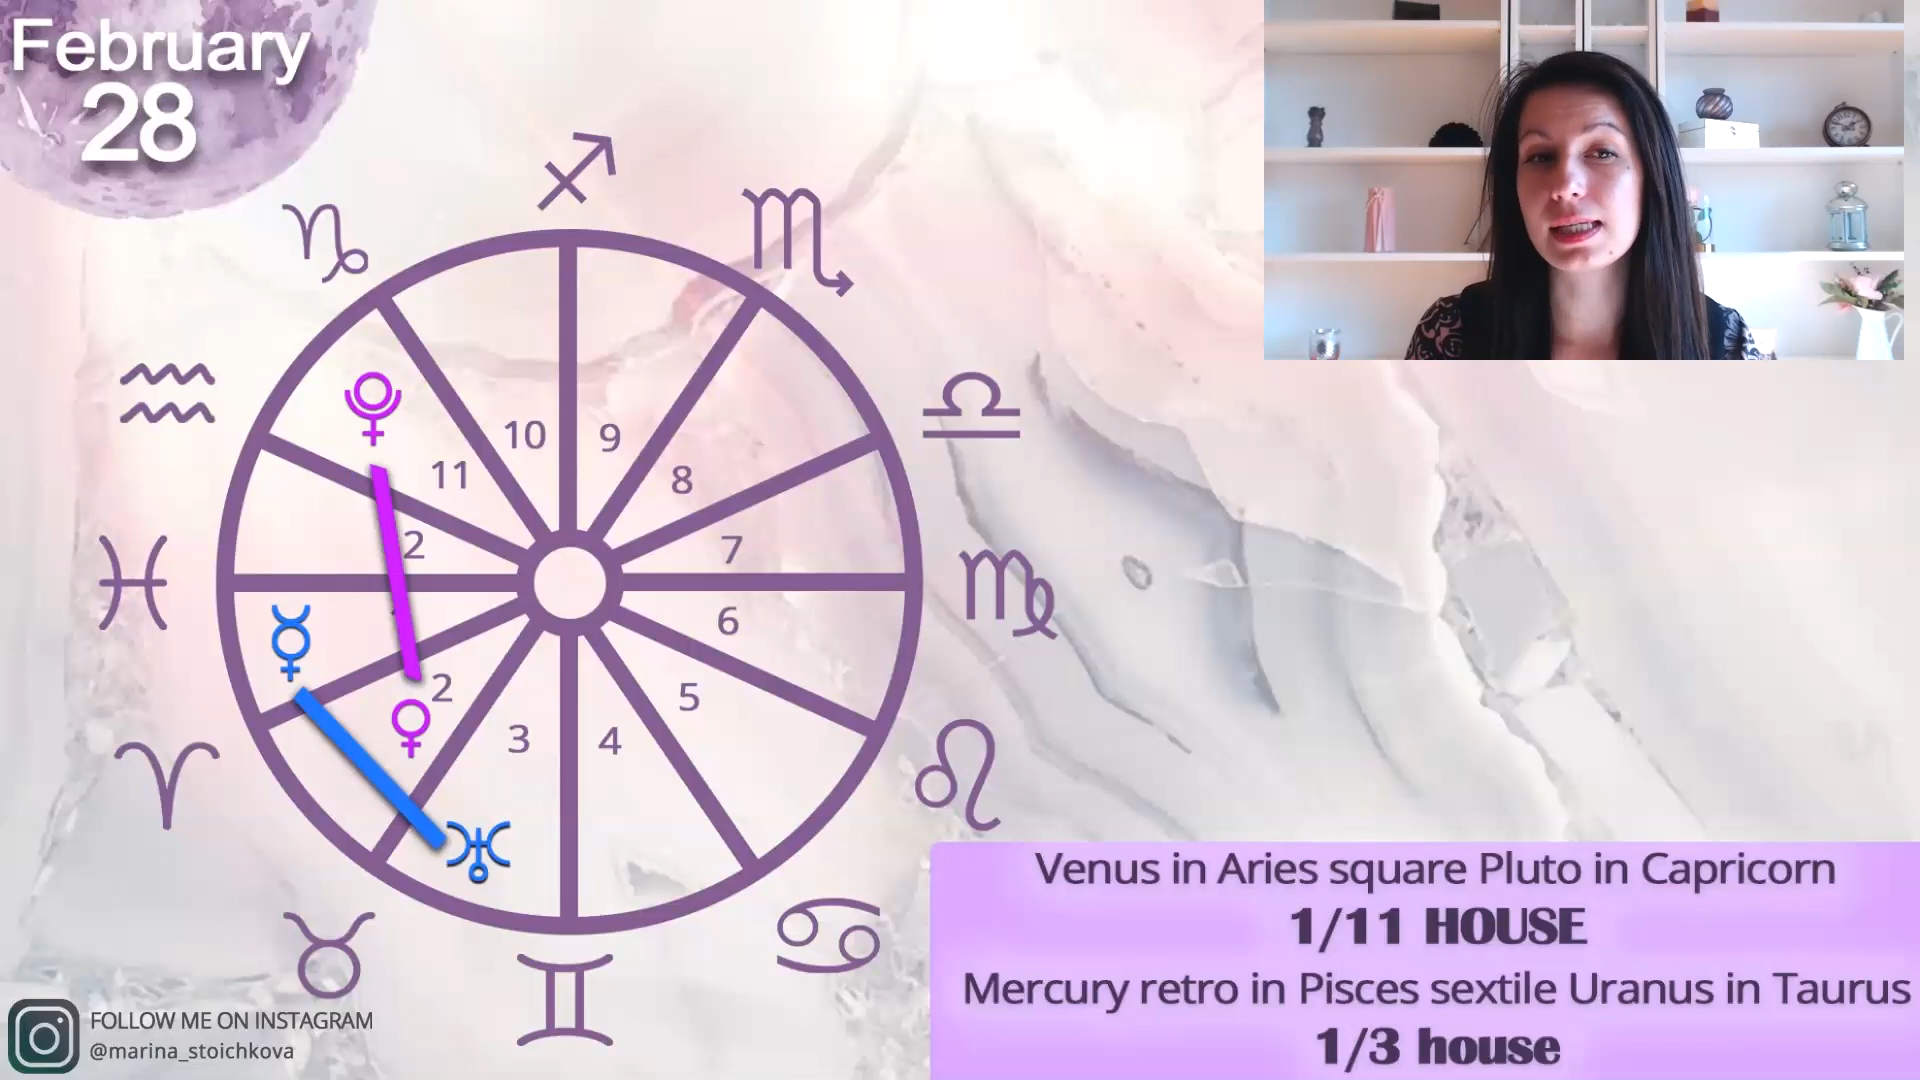 February
28
10
9
11
8
2
7
6
2
5
3
4
Venus in Aries square Pluto in Capricorn
1/11 HOUSE
Mercury retro in Pisces sextile Uranus in Taurus
1/3 house
FOLLOW ME ON INSTAGRAM
@marina_stoichkova